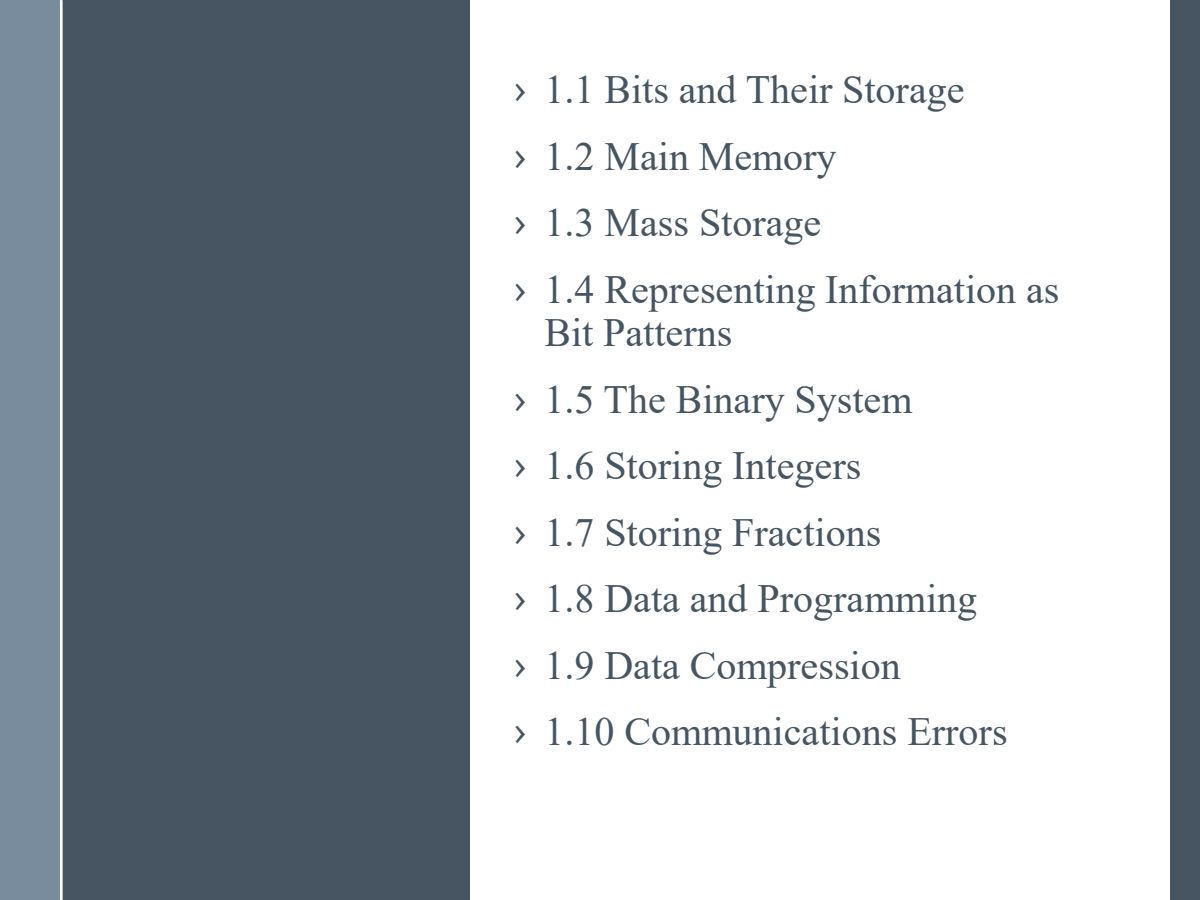 › 1.1 Bits and Their Storage
› 1.2 Main Memory
› 1.3 Mass Storage
› 1.4 Representing Information as
Bit Patterns
› 1.5 The Binary System
› 1.6 Storing Integers
› 1.7 Storing Fractions
› 1.8 Data and Programming
› 1.9 Data Compression
› 1.10 Communications Errors